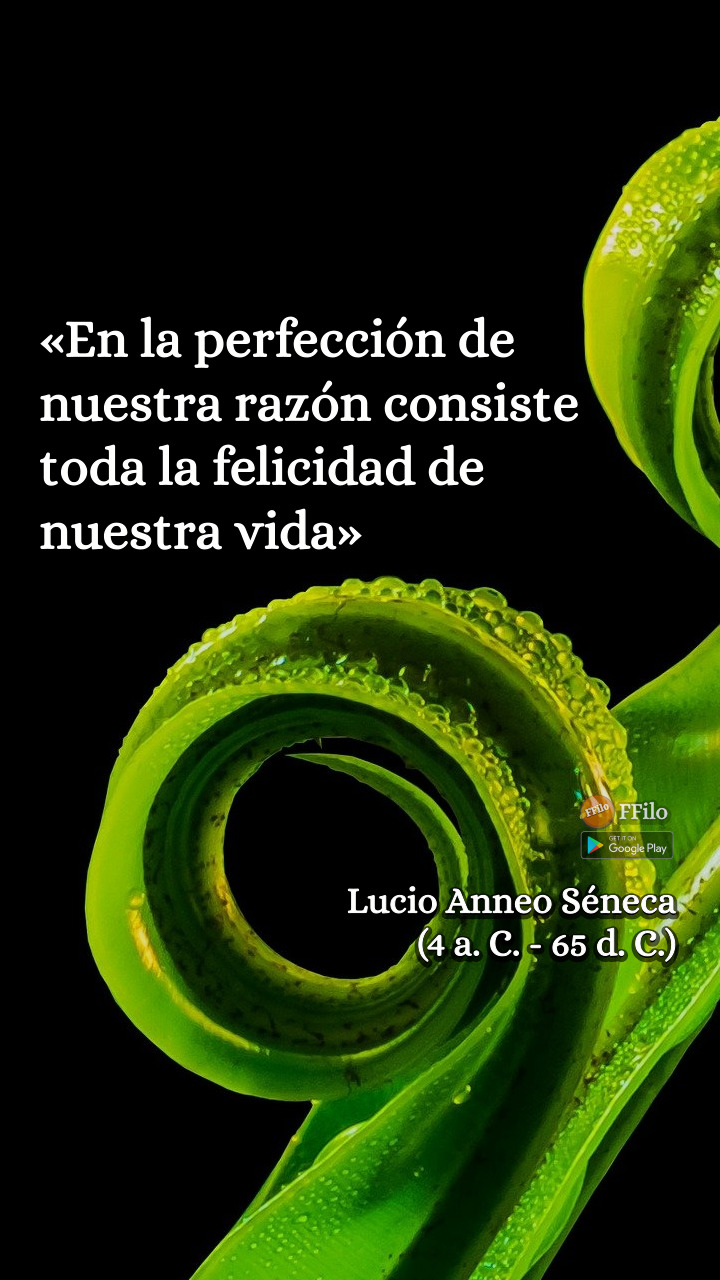 «En la perfección de
nuestra razón consiste
toda la felicidad de
nuestra vida»
FFilo
FFilo
GET IT ON
Google Play
Lucio Anneo Séneca
(4 a. C. - 65 d. C.)